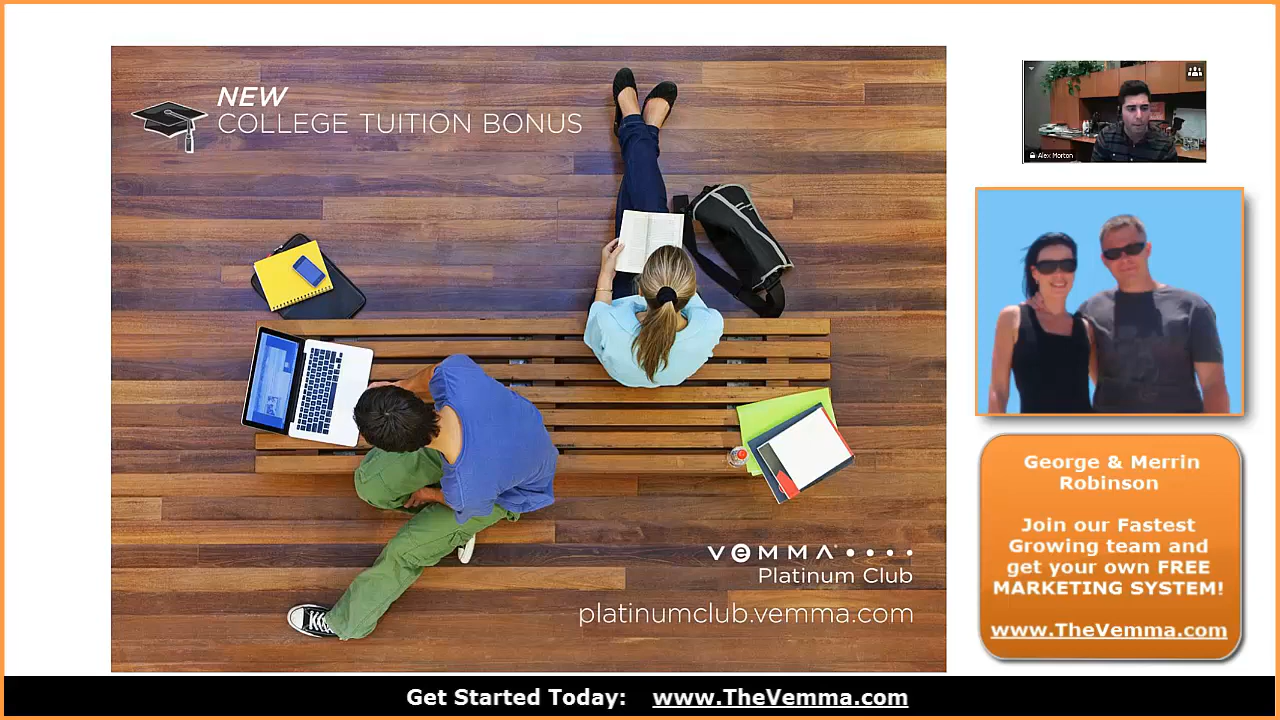 NEW
COLLEGE TUITION BONUS
vemma
Platinum Club
platinumclub.vemma.com
Alex Morton
George & Merrin
Robinson
Join our Fastest
Growing team and
get your own FREE
MARKETING SYSTEM!
www.TheVemma.com
Get Started Today: www.TheVemma.com